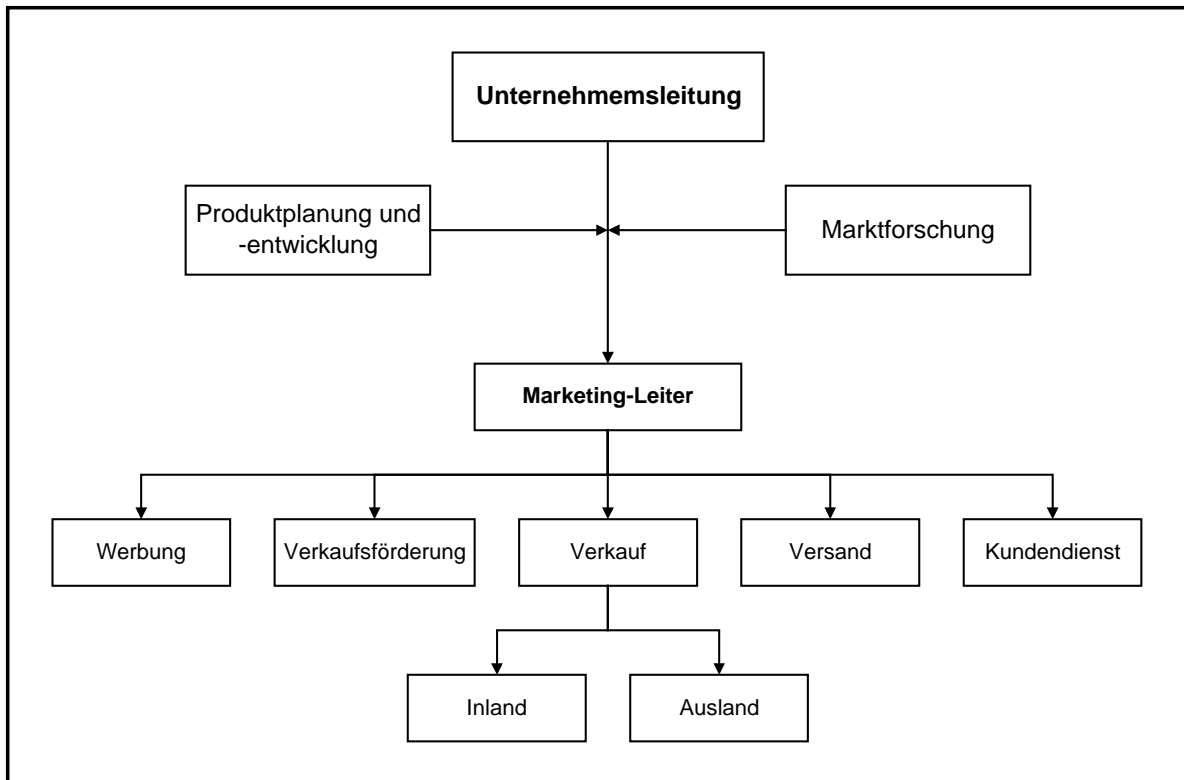 Unternehmemsleitung
Produktplanung und
-entwicklung
Marktforschung
Marketing-Leiter
Werbung
Verkaufsförderung
Verkauf
Versand
Kundendienst
Inland
Ausland